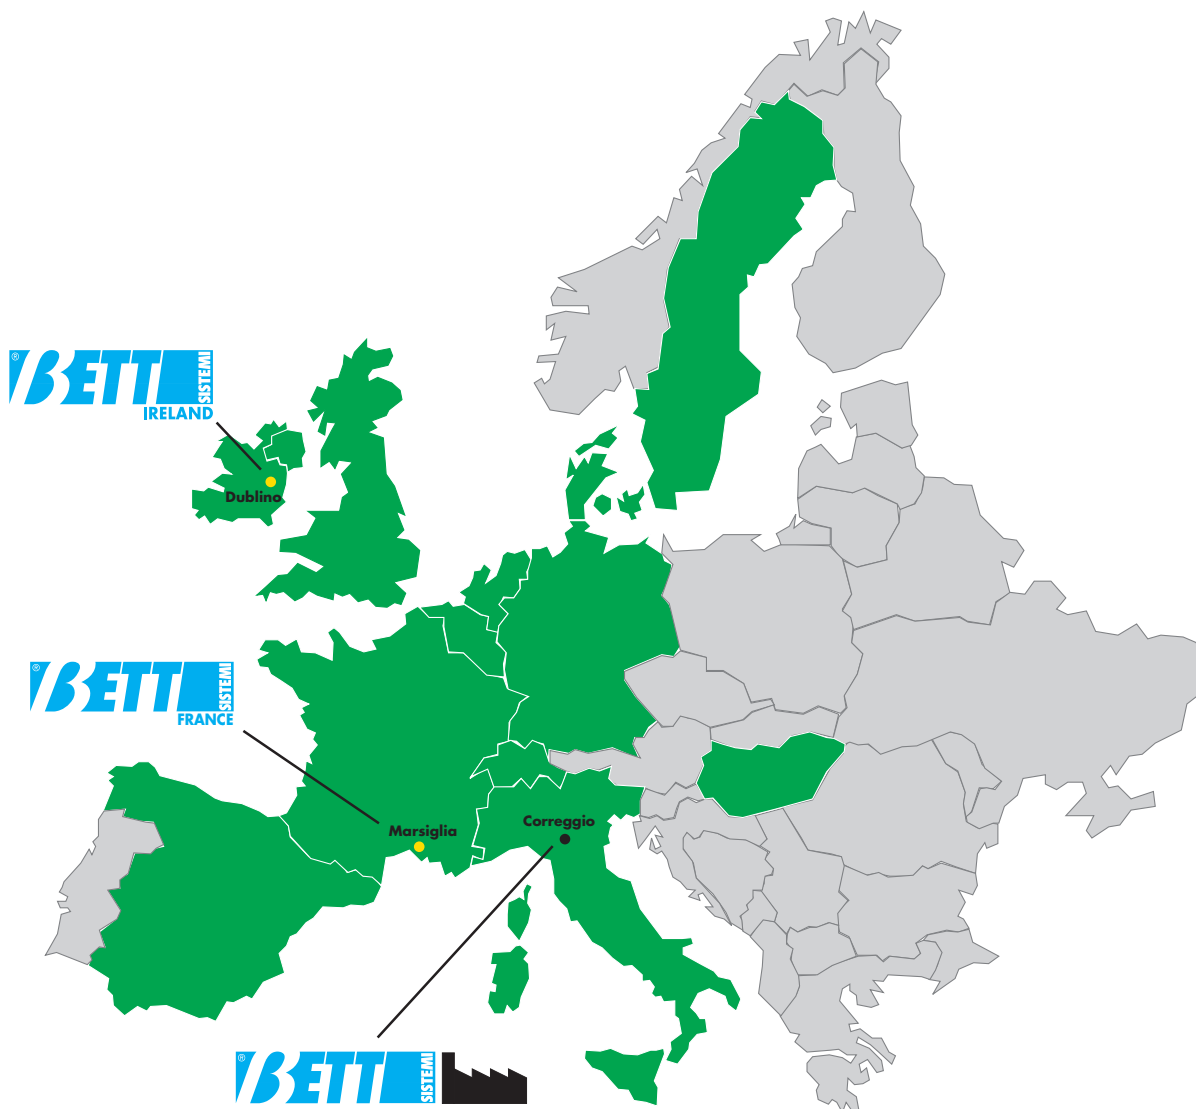 ® BETT SISTEMI
IRELAND
Dublino
® BETT SISTEMI
FRANCE
Marsiglia
Correggio
® BETT SISTEMI